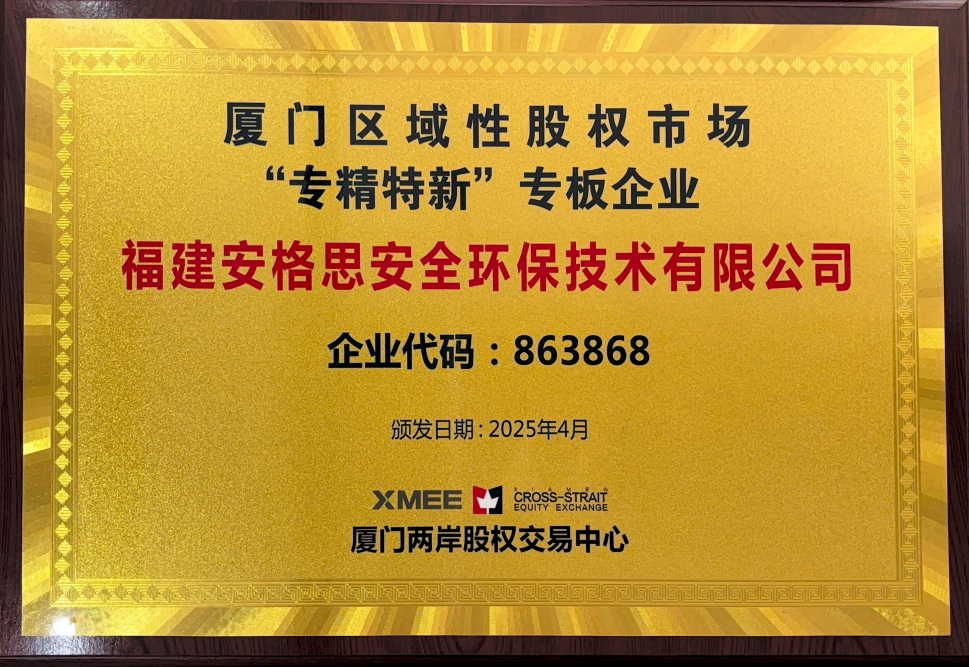 厦门区域性股权市场
“专精特新”专板企业
福建安格思安全环保技术有限公司
企业代码：863868
颁发日期：2025年4月
XMEE
XIAMEN
CROSS-STRAIT
EQUITY EXCHANGE
厦门两岸股权交易中心